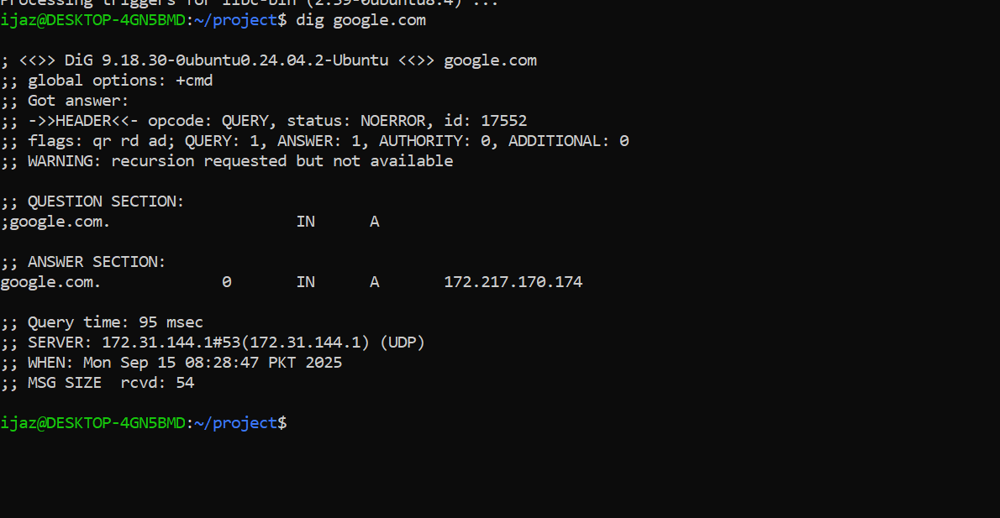 Processing triggers for libc-bin (2.39-0ubuntu8.4) ...
ijaz@DESKTOP-4GN5BMD:~/project$ dig google.com
; <<>> DiG 9.18.30-0ubuntu0.24.04.2-Ubuntu <<>> google.com
;; global options: +cmd
;; Got answer:
;; ->>HEADER<<- opcode: QUERY, status: NOERROR, id: 17552
;; flags: qr rd ad; QUERY: 1, ANSWER: 1, AUTHORITY: 0, ADDITIONAL: 0
;; WARNING: recursion requested but not available
;; QUESTION SECTION:
;google.com. IN A
;; ANSWER SECTION:
google.com. 0 IN A 172.217.170.174
;; Query time: 95 msec
;; SERVER: 172.31.144.1#53(172.31.144.1) (UDP)
;; WHEN: Mon Sep 15 08:28:47 PKT 2025
;; MSG SIZE rcvd: 54
ijaz@DESKTOP-4GN5BMD:~/project$